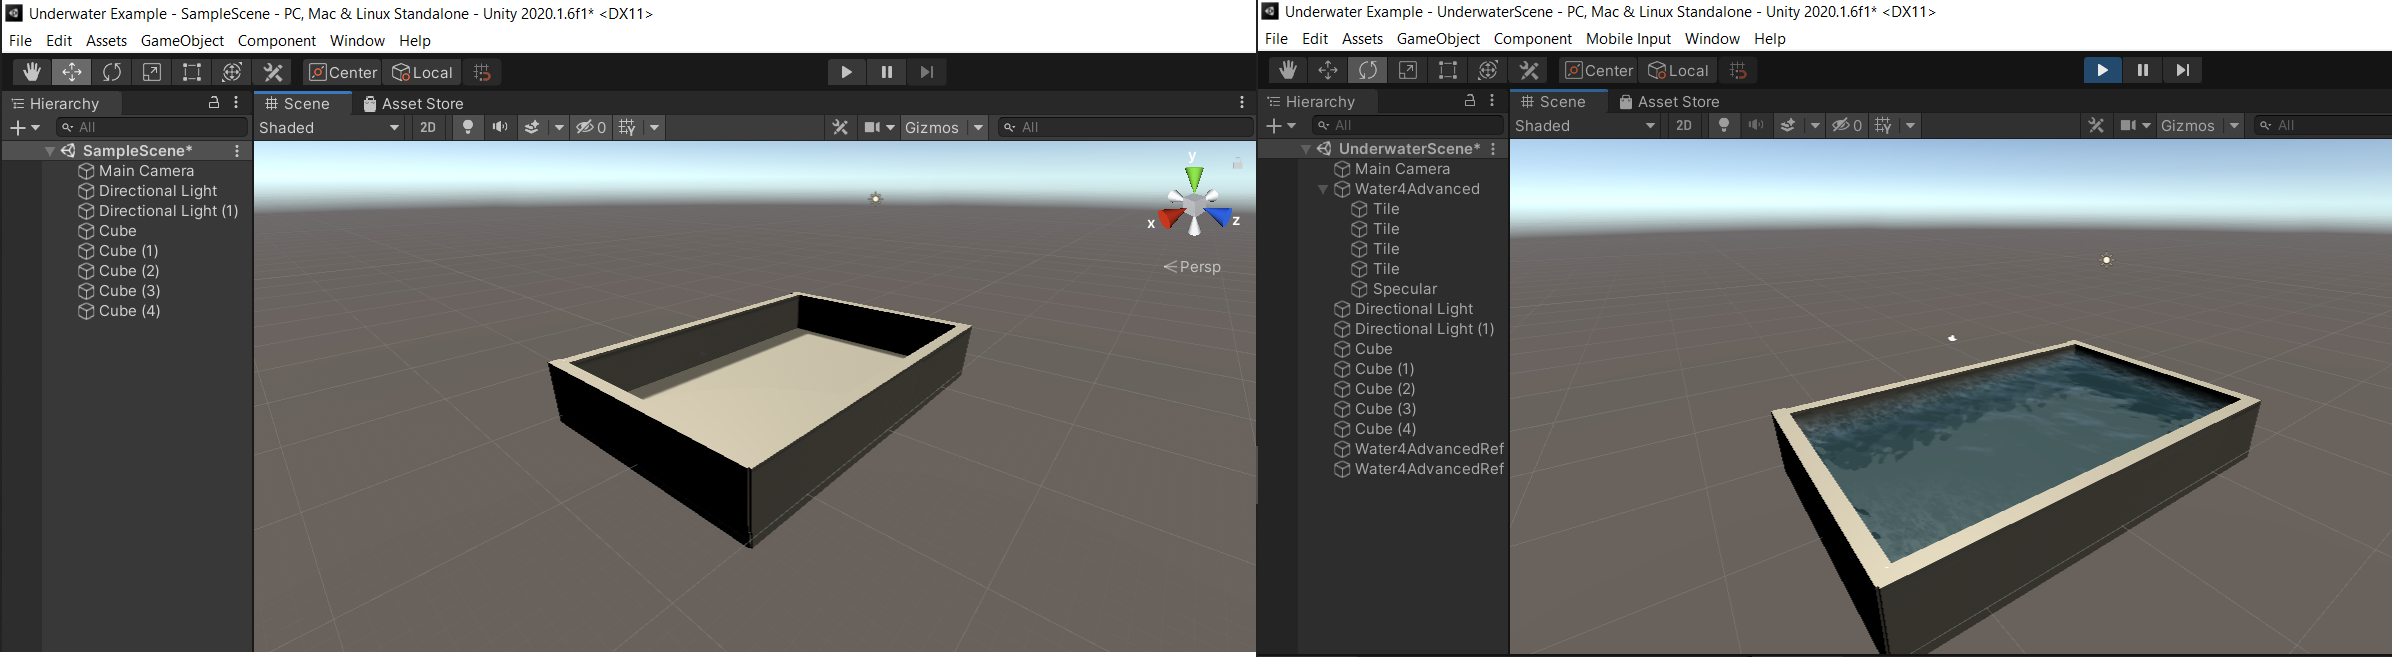 Underwater Example - SampleScene - PC, Mac & Linux Standalone - Unity 2020.1.6f1* <DX11>
File Edit Assets GameObject Component Window Help
Center Local
Hierarchy
Scene Asset Store
All
Shaded 2D 0 Gizmos All
SampleScene*
Main Camera
Directional Light
Directional Light (1)
Cube
Cube (1)
Cube (2)
Cube (3)
Cube (4)
y
x
z
Persp
Underwater Example - UnderwaterScene - PC, Mac & Linux Standalone - Unity 2020.1.6f1* <DX11>
File Edit Assets GameObject Component Mobile Input Window Help
Center Local
Hierarchy
Scene Asset Store
All
Shaded 2D 0 Gizmos All
UnderwaterScene*
Main Camera
Water4Advanced
Tile
Tile
Tile
Tile
Specular
Directional Light
Directional Light (1)
Cube
Cube (1)
Cube (2)
Cube (3)
Cube (4)
Water4AdvancedRef
Water4AdvancedRef